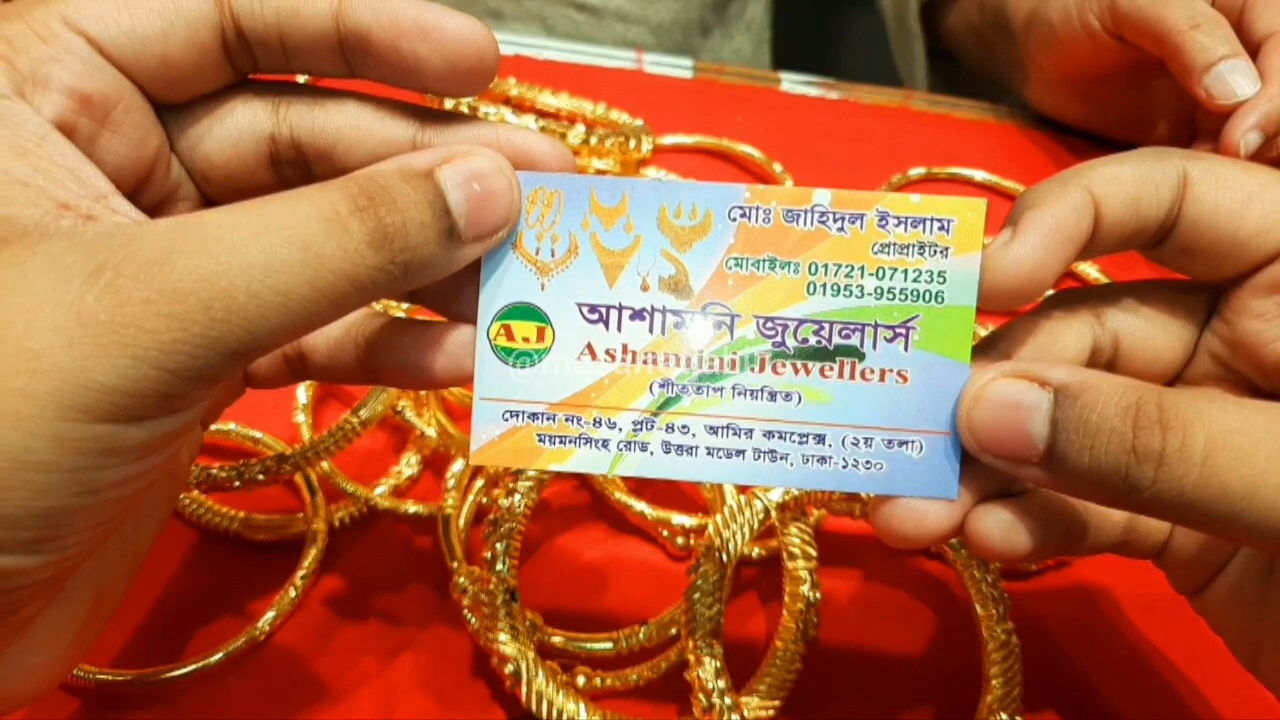 মোঃ জাহিদুল ইসলাম
প্রোপ্রাইটর
মোবাইলঃ 01721-071235
01953-955906
AJ
আশামনি জুয়েলার্স
Ashamini Jewellers
(শীততাপ নিয়ন্ত্রিত)
দোকান নং-৪৬, প্লট-৪৩, আমির কমপ্লেক্স, (২য় তলা)
ময়মনসিংহ রোড, উত্তরা মডেল টাউন, ঢাকা-১২৩০